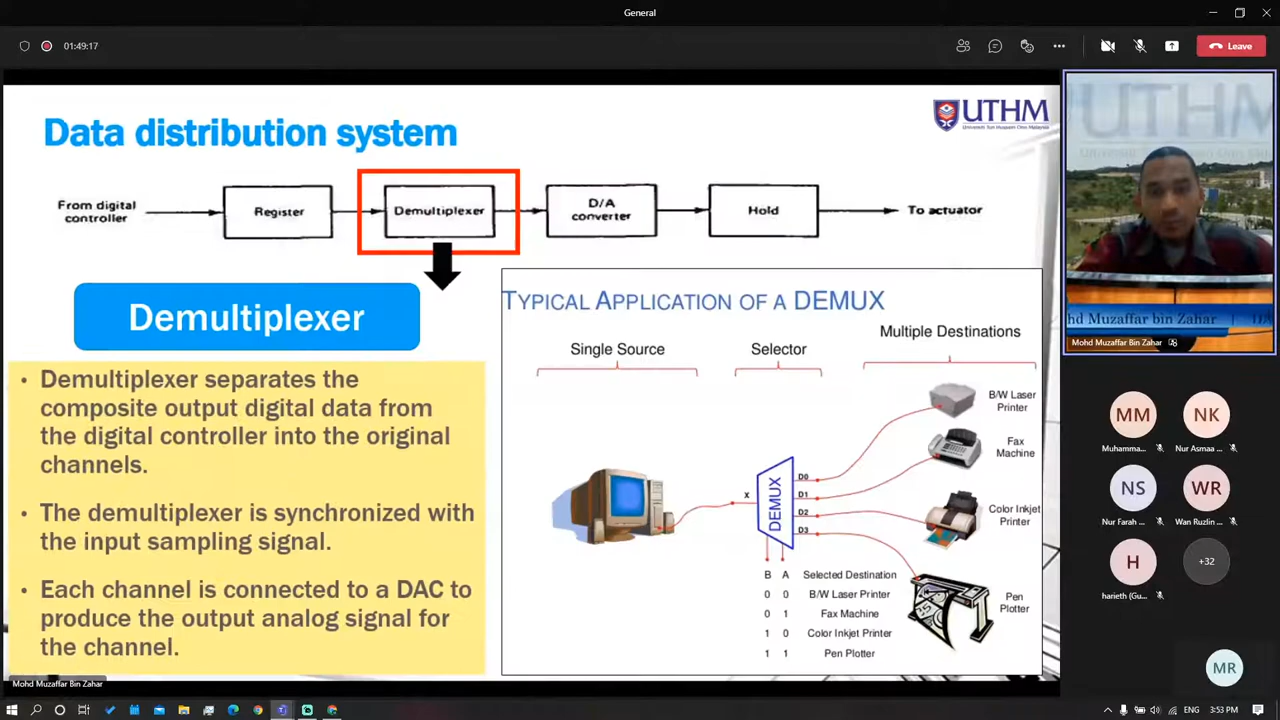 General
01:49:17
Leave
Data distribution system
UTHM
From digital
controller
Register
Demultiplexer
D/A
converter
Hold
To actuator
Demultiplexer
• Demultiplexer separates the
composite output digital data from
the digital controller into the original
channels.
• The demultiplexer is synchronized with
the input sampling signal.
• Each channel is connected to a DAC to
produce the output analog signal for
the channel.
TYPICAL APPLICATION OF A DEMUX
Single Source
Selector
Multiple Destinations
B/W Laser
Printer
Fax
Machine
Color Inkjet
Printer
Pen
Plotter
X
DEMUX
D0
D1
D2
D3
B A Selected Destination
0 0 B/W Laser Printer
0 1 Fax Machine
1 0 Color Inkjet Printer
1 1 Pen Plotter
Mohd Muzaffar Bin Zahar
UTHM
hd Muzaffar bin Zahar
Mohd Muzaffar Bin Zahar
MM
Muhamma...
NK
Nur Asmaa ...
NS
Nur Farah ...
WR
Wan Ruzlin ...
H
harieth (Gu...
+32
MR
ENG
3:53 PM